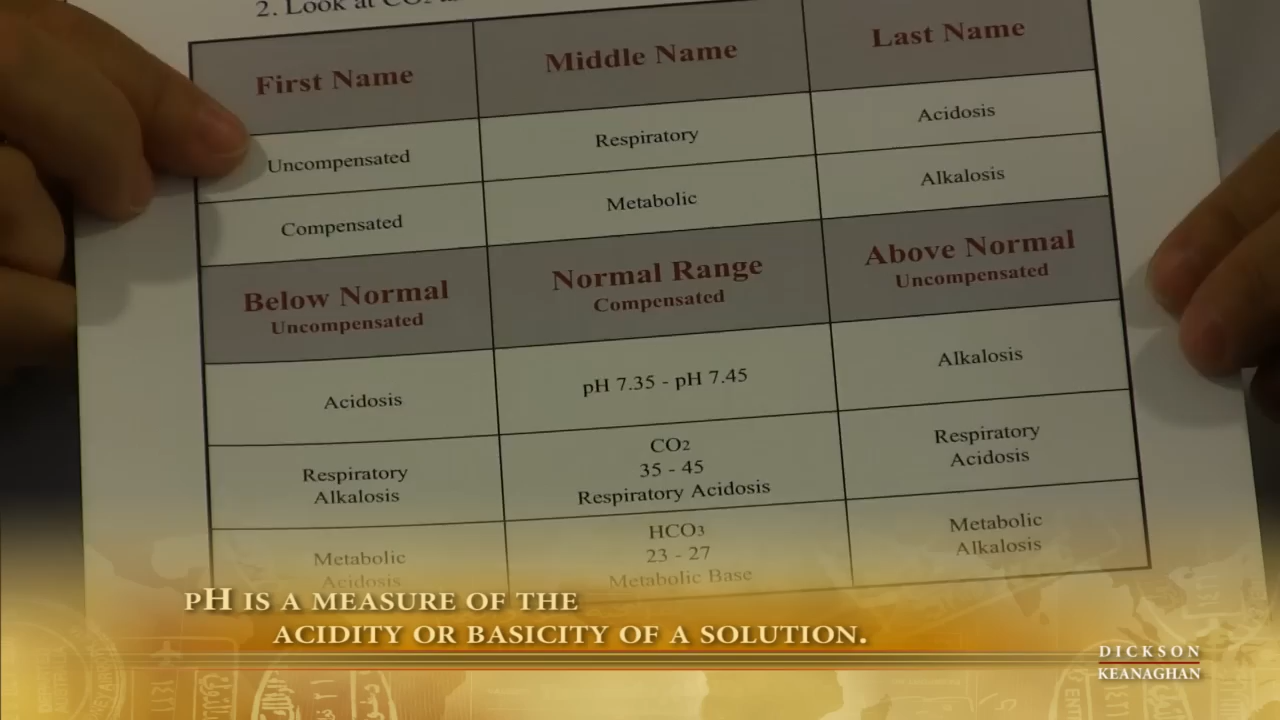 2. Look at CO2
First Name
Middle Name
Last Name
Uncompensated
Respiratory
Acidosis
Compensated
Metabolic
Alkalosis
Below Normal
Uncompensated
Normal Range
Compensated
Above Normal
Uncompensated
Acidosis
pH 7.35 - pH 7.45
Alkalosis
Respiratory
Alkalosis
CO2
35 - 45
Respiratory Acidosis
Respiratory
Acidosis
Metabolic
Acidosis
HCO3
23 - 27
Metabolic Base
Metabolic
Alkalosis
pH IS A MEASURE OF THE
ACIDITY OR BASICITY OF A SOLUTION.
DICKSON
KEANAGHAN